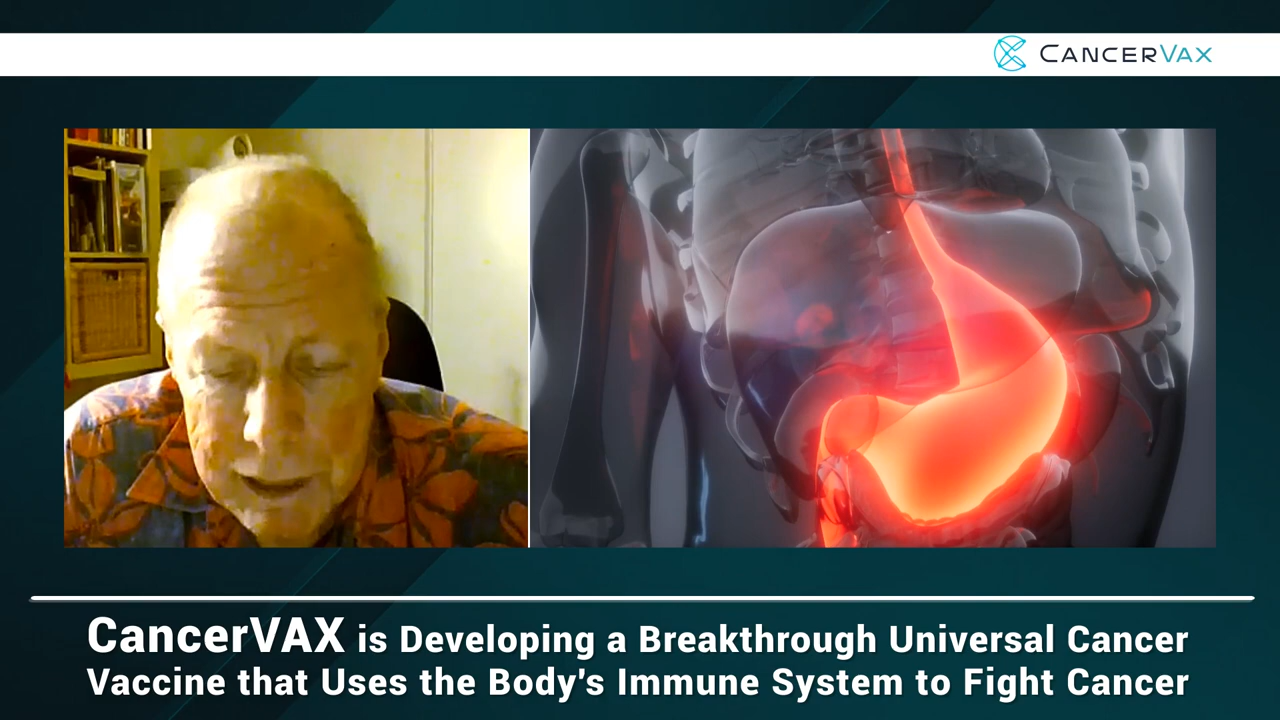 CANCERVAX
CancerVAX is Developing a Breakthrough Universal Cancer
Vaccine that Uses the Body's Immune System to Fight Cancer